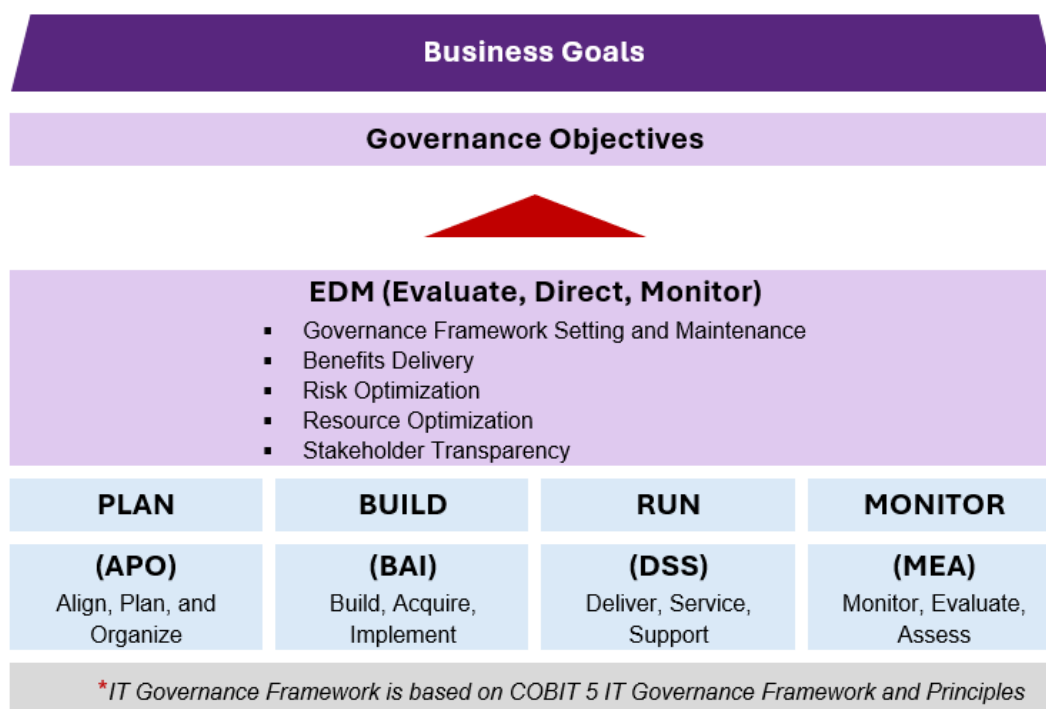 Business Goals
Governance Objectives
EDM (Evaluate, Direct, Monitor)
▪ Governance Framework Setting and Maintenance
▪ Benefits Delivery
▪ Risk Optimization
▪ Resource Optimization
▪ Stakeholder Transparency
PLAN
BUILD
RUN
MONITOR
(APO)
Align, Plan, and
Organize
(BAI)
Build, Acquire,
Implement
(DSS)
Deliver, Service,
Support
(MEA)
Monitor, Evaluate,
Assess
*IT Governance Framework is based on COBIT 5 IT Governance Framework and Principles